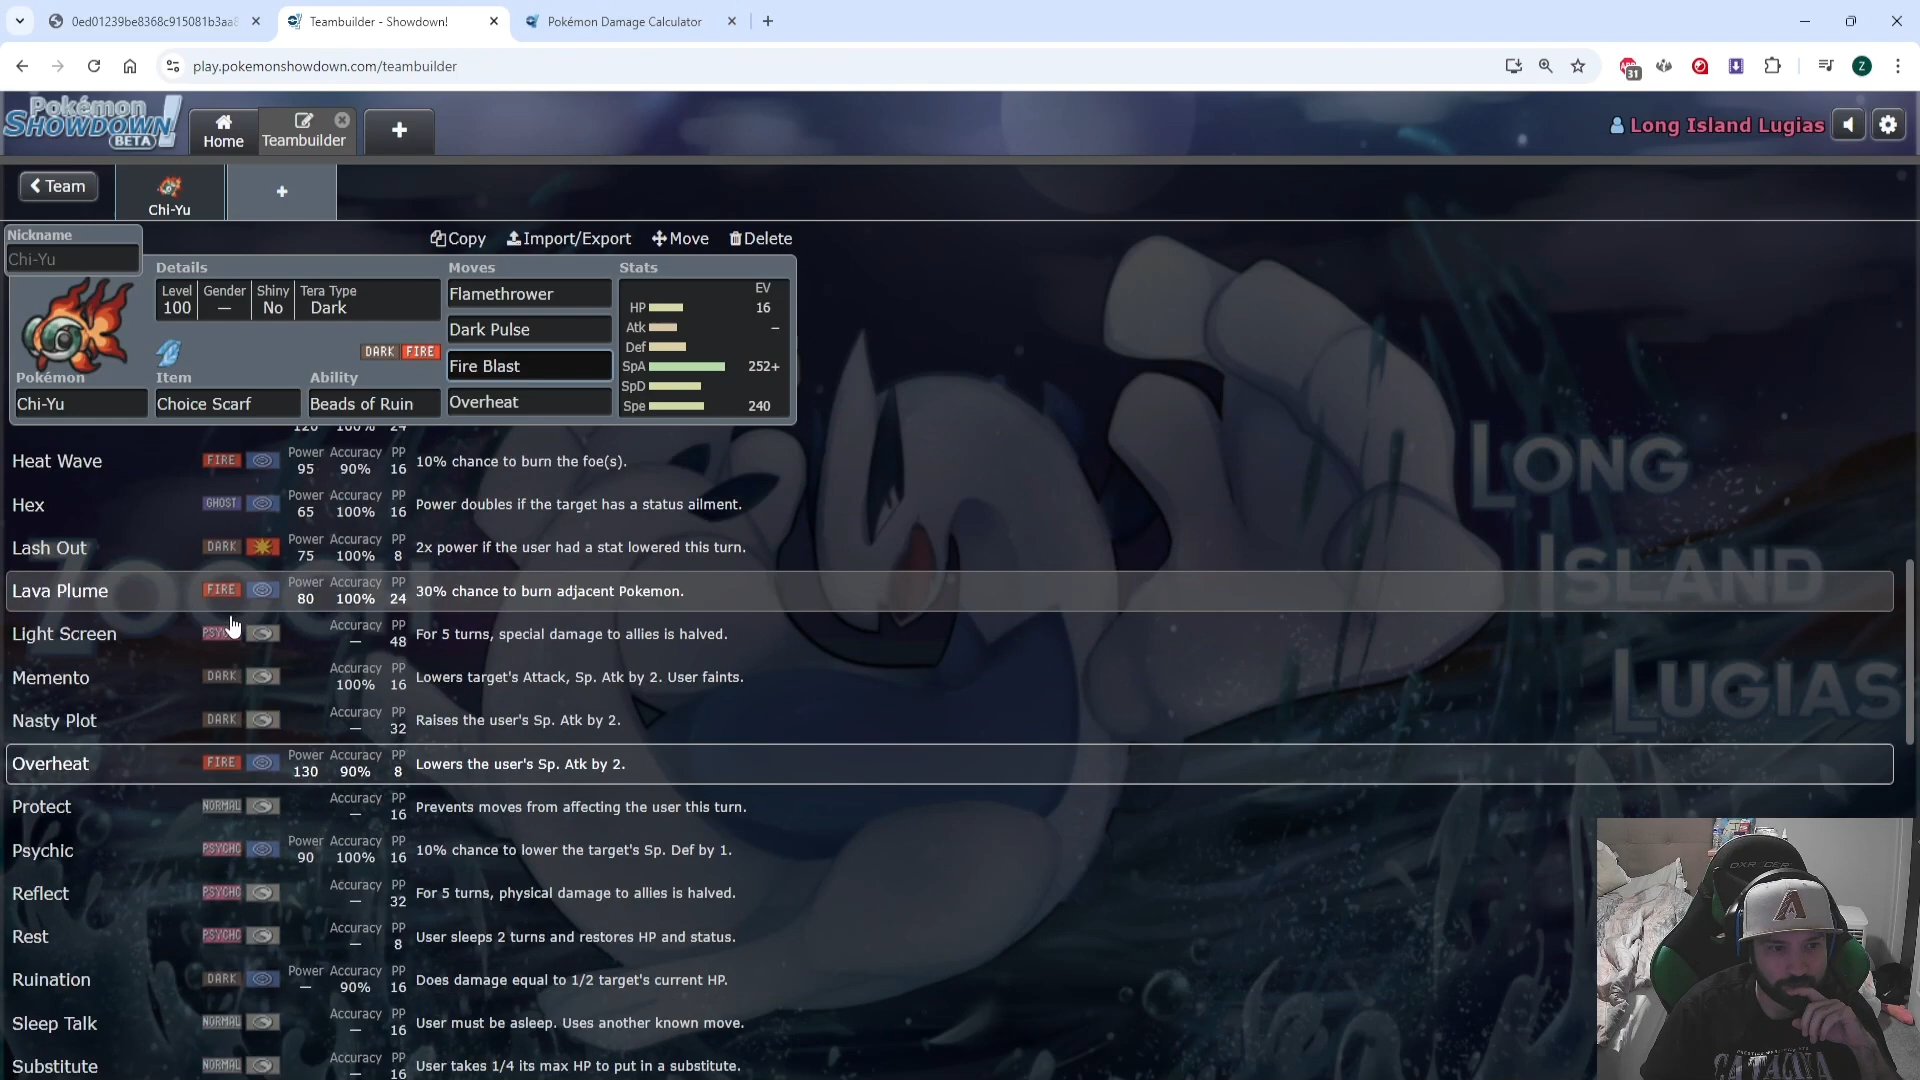 0ed01239be8368c915081b3aa8
Teambuilder - Showdown!
Pokémon Damage Calculator
play.pokemonshowdown.com/teambuilder
31
Z
Pokémon
Showdown!
BETA
Home
Teambuilder
Long Island Lugias
Team
Chi-Yu
Nickname
Chi-Yu
Copy
Import/Export
Move
Delete
Details
Moves
Stats
Level
100
Gender
—
Shiny
No
Tera Type
Dark
DARK FIRE
Pokémon
Chi-Yu
Item
Choice Scarf
Ability
Beads of Ruin
Flamethrower
Dark Pulse
Fire Blast
Overheat
EV
HP 16
Atk –
Def
SpA 252+
SpD
Spe 240
120 100% 24
Heat Wave FIRE Power 95 Accuracy 90% PP 16 10% chance to burn the foe(s).
Hex GHOST Power 65 Accuracy 100% PP 16 Power doubles if the target has a status ailment.
Lash Out DARK Power 75 Accuracy 100% PP 8 2x power if the user had a stat lowered this turn.
Lava Plume FIRE Power 80 Accuracy 100% PP 24 30% chance to burn adjacent Pokemon.
Light Screen Accuracy — PP 48 For 5 turns, special damage to allies is halved.
Memento DARK Accuracy 100% PP 16 Lowers target's Attack, Sp. Atk by 2. User faints.
Nasty Plot DARK Accuracy — PP 32 Raises the user's Sp. Atk by 2.
Overheat FIRE Power 130 Accuracy 90% PP 8 Lowers the user's Sp. Atk by 2.
Protect NORMAL Accuracy — PP 16 Prevents moves from affecting the user this turn.
Psychic PSYCHC Power 90 Accuracy 100% PP 16 10% chance to lower the target's Sp. Def by 1.
Reflect PSYCHC Accuracy — PP 32 For 5 turns, physical damage to allies is halved.
Rest PSYCHC Accuracy — PP 8 User sleeps 2 turns and restores HP and status.
Ruination DARK Power — Accuracy 90% PP 16 Does damage equal to 1/2 target's current HP.
Sleep Talk NORMAL Accuracy — PP 16 User must be asleep. Uses another known move.
Substitute NORMAL Accuracy — PP 16 User takes 1/4 its max HP to put in a substitute.
LONG
ISLAND
LUGIAS
DXRACER
A